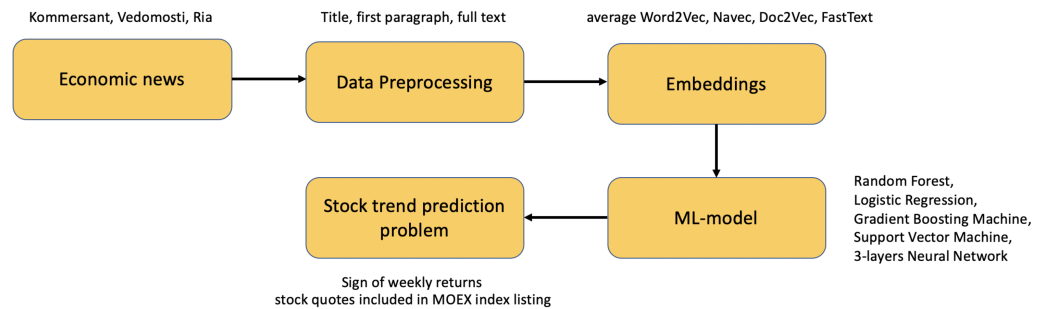 Kommersant, Vedomosti, Ria
Title, first paragraph, full text
average Word2Vec, Navec, Doc2Vec, FastText
Economic news
Data Preprocessing
Embeddings
Stock trend prediction
problem
ML-model
Random Forest,
Logistic Regression,
Gradient Boosting Machine,
Support Vector Machine,
3-layers Neural Network
Sign of weekly returns
stock quotes included in MOEX index listing